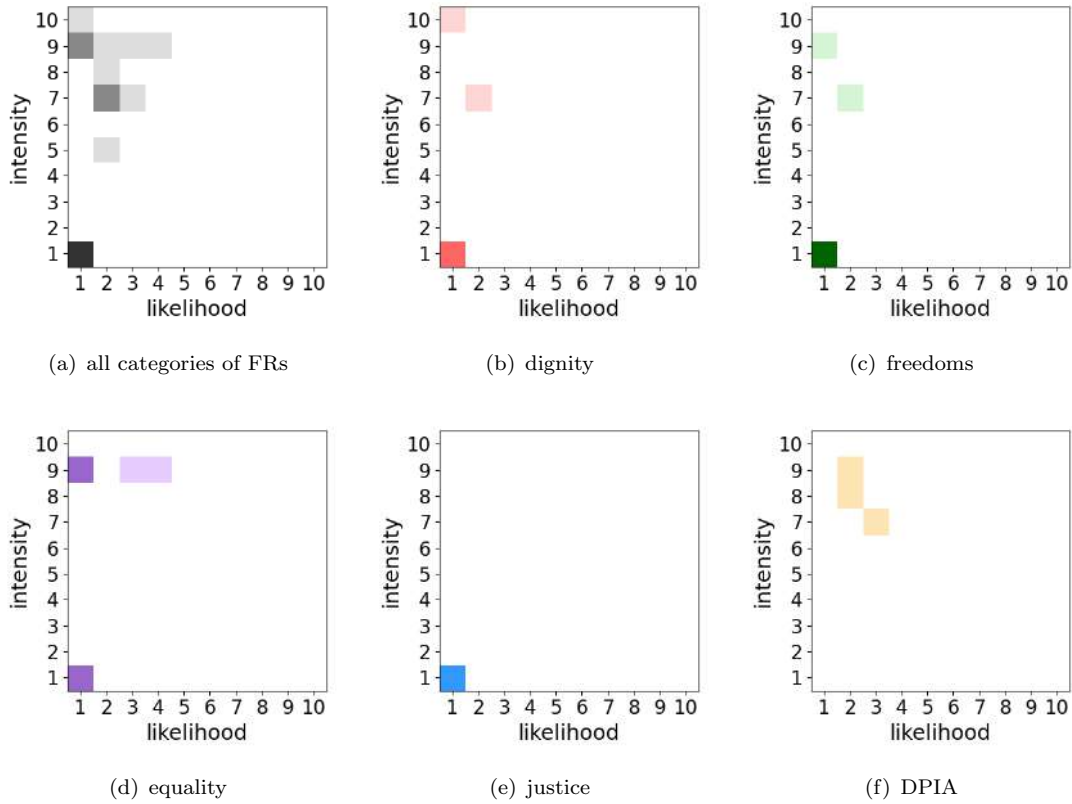 10
9
8
7
6
5
4
3
2
1
intensity
1 2 3 4 5 6 7 8 9 10
likelihood
(a) all categories of FRs
10
9
8
7
6
5
4
3
2
1
intensity
1 2 3 4 5 6 7 8 9 10
likelihood
(b) dignity
10
9
8
7
6
5
4
3
2
1
intensity
1 2 3 4 5 6 7 8 9 10
likelihood
(c) freedoms
10
9
8
7
6
5
4
3
2
1
intensity
1 2 3 4 5 6 7 8 9 10
likelihood
(d) equality
10
9
8
7
6
5
4
3
2
1
intensity
1 2 3 4 5 6 7 8 9 10
likelihood
(e) justice
10
9
8
7
6
5
4
3
2
1
intensity
1 2 3 4 5 6 7 8 9 10
likelihood
(f) DPIA